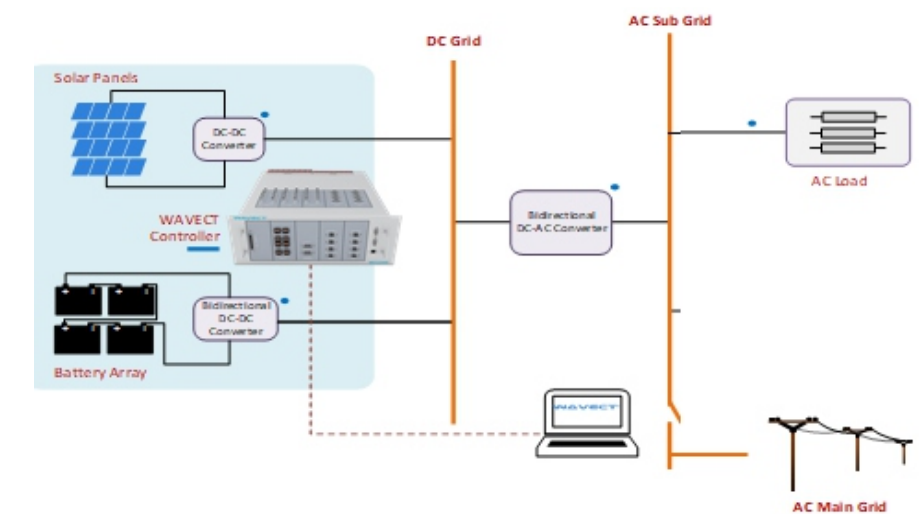 AC Sub Grid
DC Grid
Solar Panels
DC-DC
Converter
AC Load
WAVECT
Controller
WAVECT
Bidirectional
DC-AC Converter
Bidirectional
DC-DC
Converter
Battery Array
WAVECT
AC Main Grid